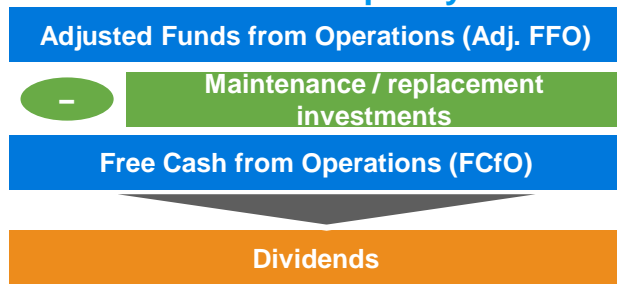 Adjusted Funds from Operations (Adj. FFO)
–
Maintenance / replacement
investments
Free Cash from Operations (FCfO)
Dividends